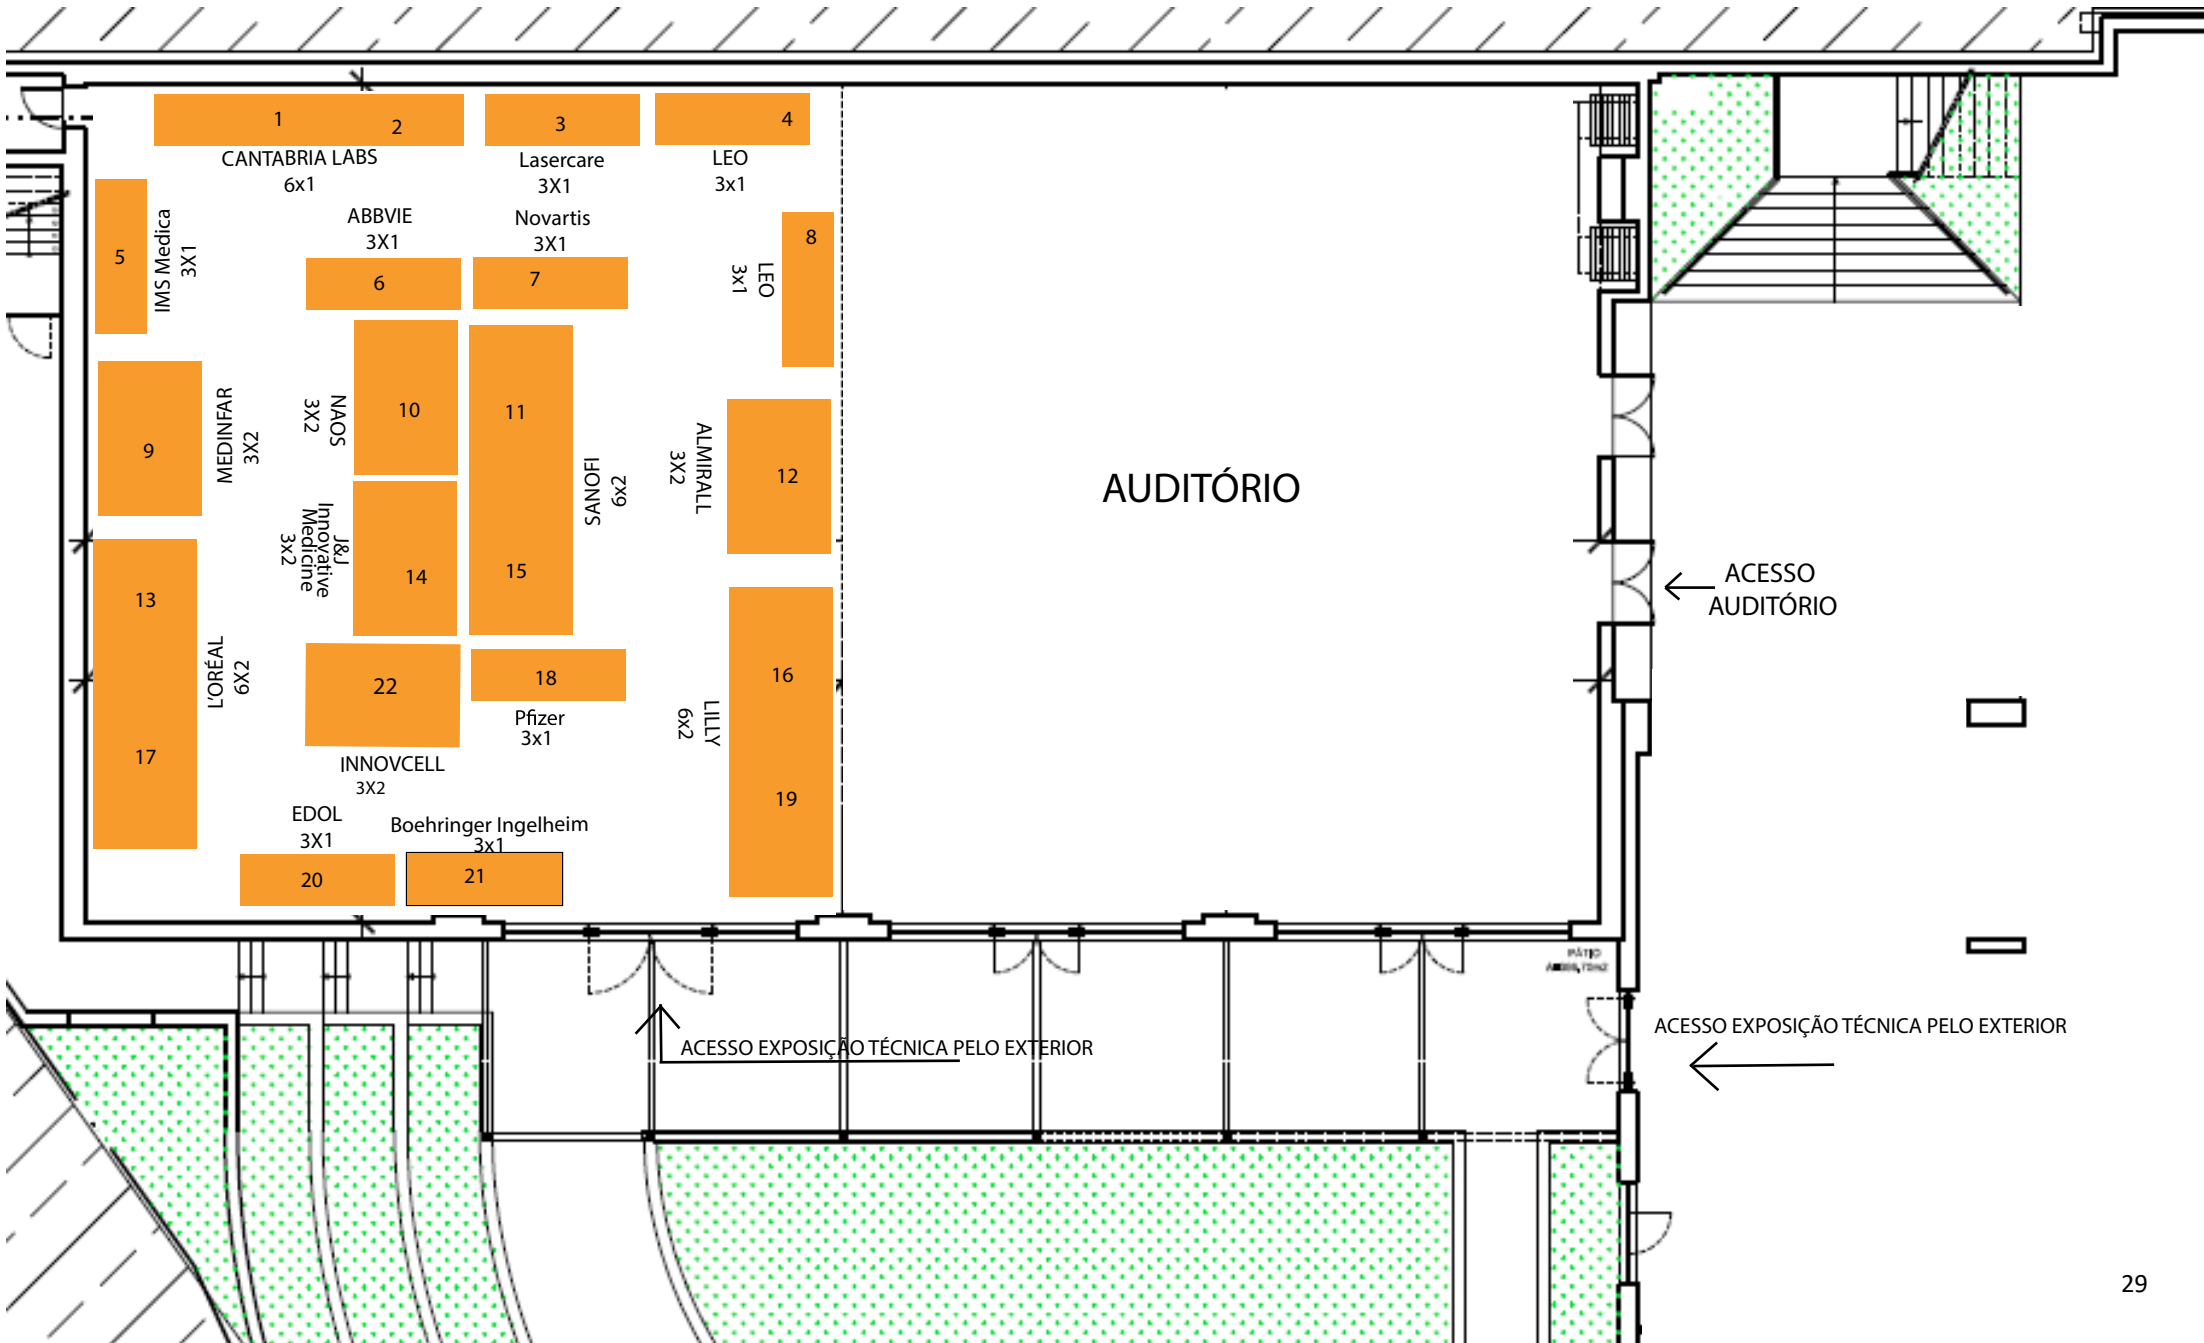 1
2
3
4
CANTABRIA LABS
6x1
Lasercare
3X1
LEO
3x1
5
IMS Medica
3X1
ABBVIE
3X1
6
Novartis
3X1
7
8
LEO
3x1
9
MEDINFAR
3X2
10
NAOS
3X2
11
15
SANOFI
6x2
12
ALMIRALL
3X2
AUDITÓRIO
ACESSO
AUDITÓRIO
13
17
L'ORÉAL
6X2
14
J&J
Innovative
Medicine
3x2
22
INNOVCELL
3X2
18
Pfizer
3x1
16
19
LILLY
6x2
EDOL
3X1
20
Boehringer Ingelheim
3x1
21
PÁTIO
ACESSO EXPOSIÇÃO TÉCNICA PELO EXTERIOR
ACESSO EXPOSIÇÃO TÉCNICA PELO EXTERIOR
29